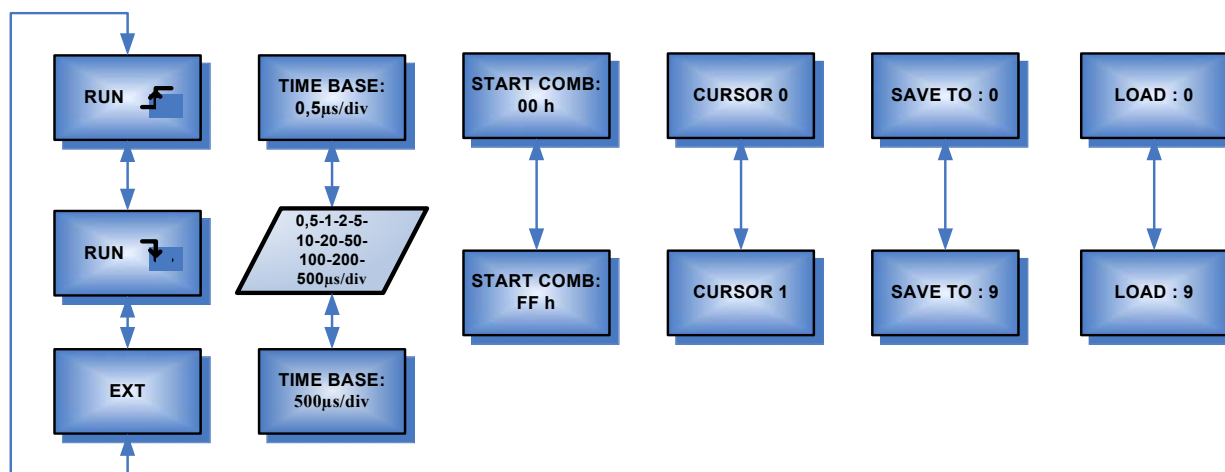 RUN
RUN
EXT
TIME BASE:
0,5µs/div
0,5-1-2-5-
10-20-50-
100-200-
500µs/div
TIME BASE:
500µs/div
START COMB:
00 h
START COMB:
FF h
CURSOR 0
CURSOR 1
SAVE TO : 0
SAVE TO : 9
LOAD : 0
LOAD : 9